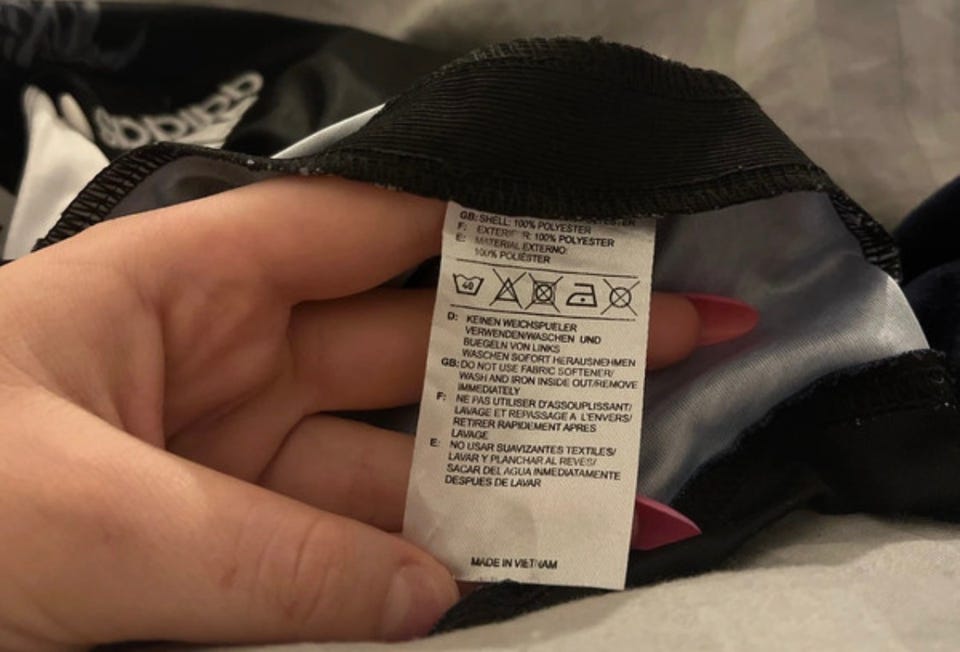 GB: SHELL: 100% POLYESTER
F: EXTERIEUR: 100% POLYESTER
E: MATERIAL EXTERNO:
100% POLIÉSTER
40
D: KEINEN WEICHSPUELER
VERWENDEN/WASCHEN UND
BUEGELN VON LINKS
WASCHEN SOFORT HERAUSNEHMEN
GB: DO NOT USE FABRIC SOFTENER/
WASH AND IRON INSIDE OUT/REMOVE
IMMEDIATELY
F: NE PAS UTILISER D'ASSOUPLISSANT/
LAVAGE ET REPASSAGE A L'ENVERS/
RETIRER RAPIDEMENT APRES
LAVAGE
E: NO USAR SUAVIZANTES TEXTILES/
LAVAR Y PLANCHAR AL REVES/
SACAR DEL AGUA INMEDIATAMENTE
DESPUES DE LAVAR
MADE IN VIETNAM